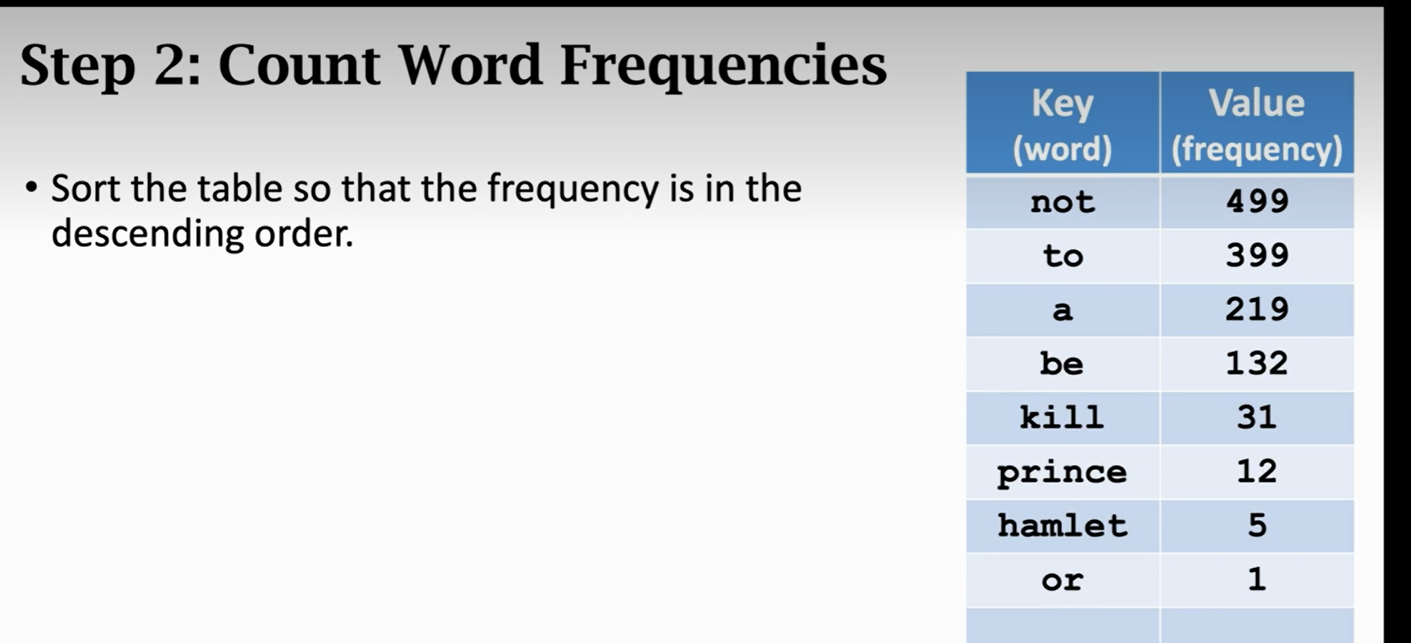 Step 2: Count Word Frequencies
• Sort the table so that the frequency is in the
descending order.
Key Value
(word) (frequency)
not 499
to 399
a 219
be 132
kill 31
prince 12
hamlet 5
or 1